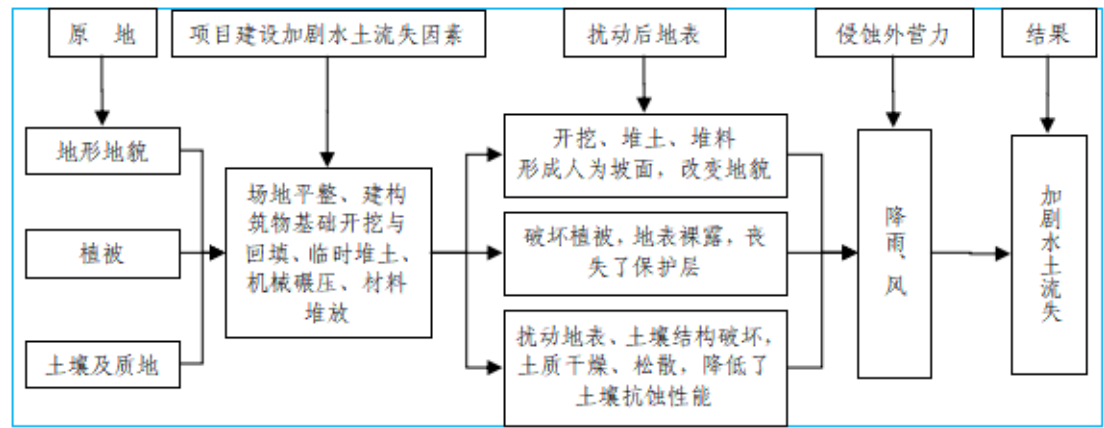 原 地
项目建设加剧水土流失因素
扰动后地表
侵蚀外营力
结果
地形地貌
植被
土壤及质地
场地平整、建构
筑物基础开挖与
回填、临时堆土、
机械碾压、材料
堆放
开挖、堆土、堆料
形成人为坡面，改变地貌
破坏植被，地表裸露，丧
失了保护层
扰动地表、土壤结构破坏，
土质干燥、松散，降低了
土壤抗蚀性能
降雨、风
加剧水土流失